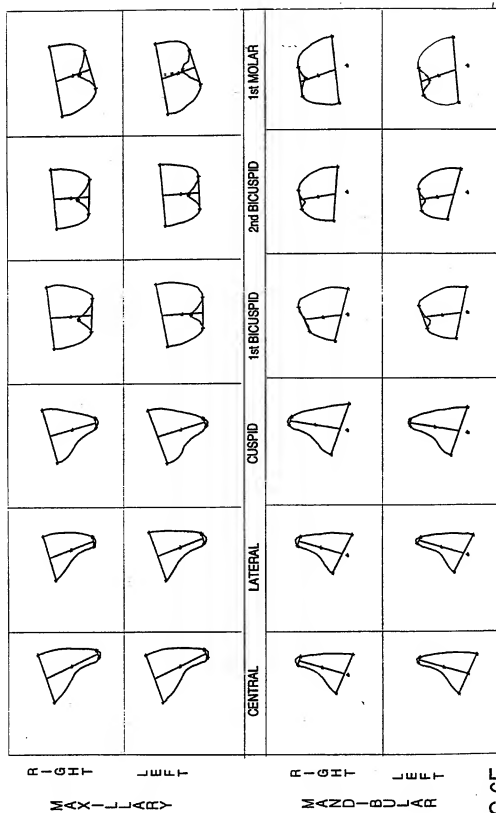 MAXILLARY
RIGHT
LEFT
CENTRAL
LATERAL
CUSPID
1st BICUSPID
2nd BICUSPID
1st MOLAR
MANDIBULAR
RIGHT
LEFT